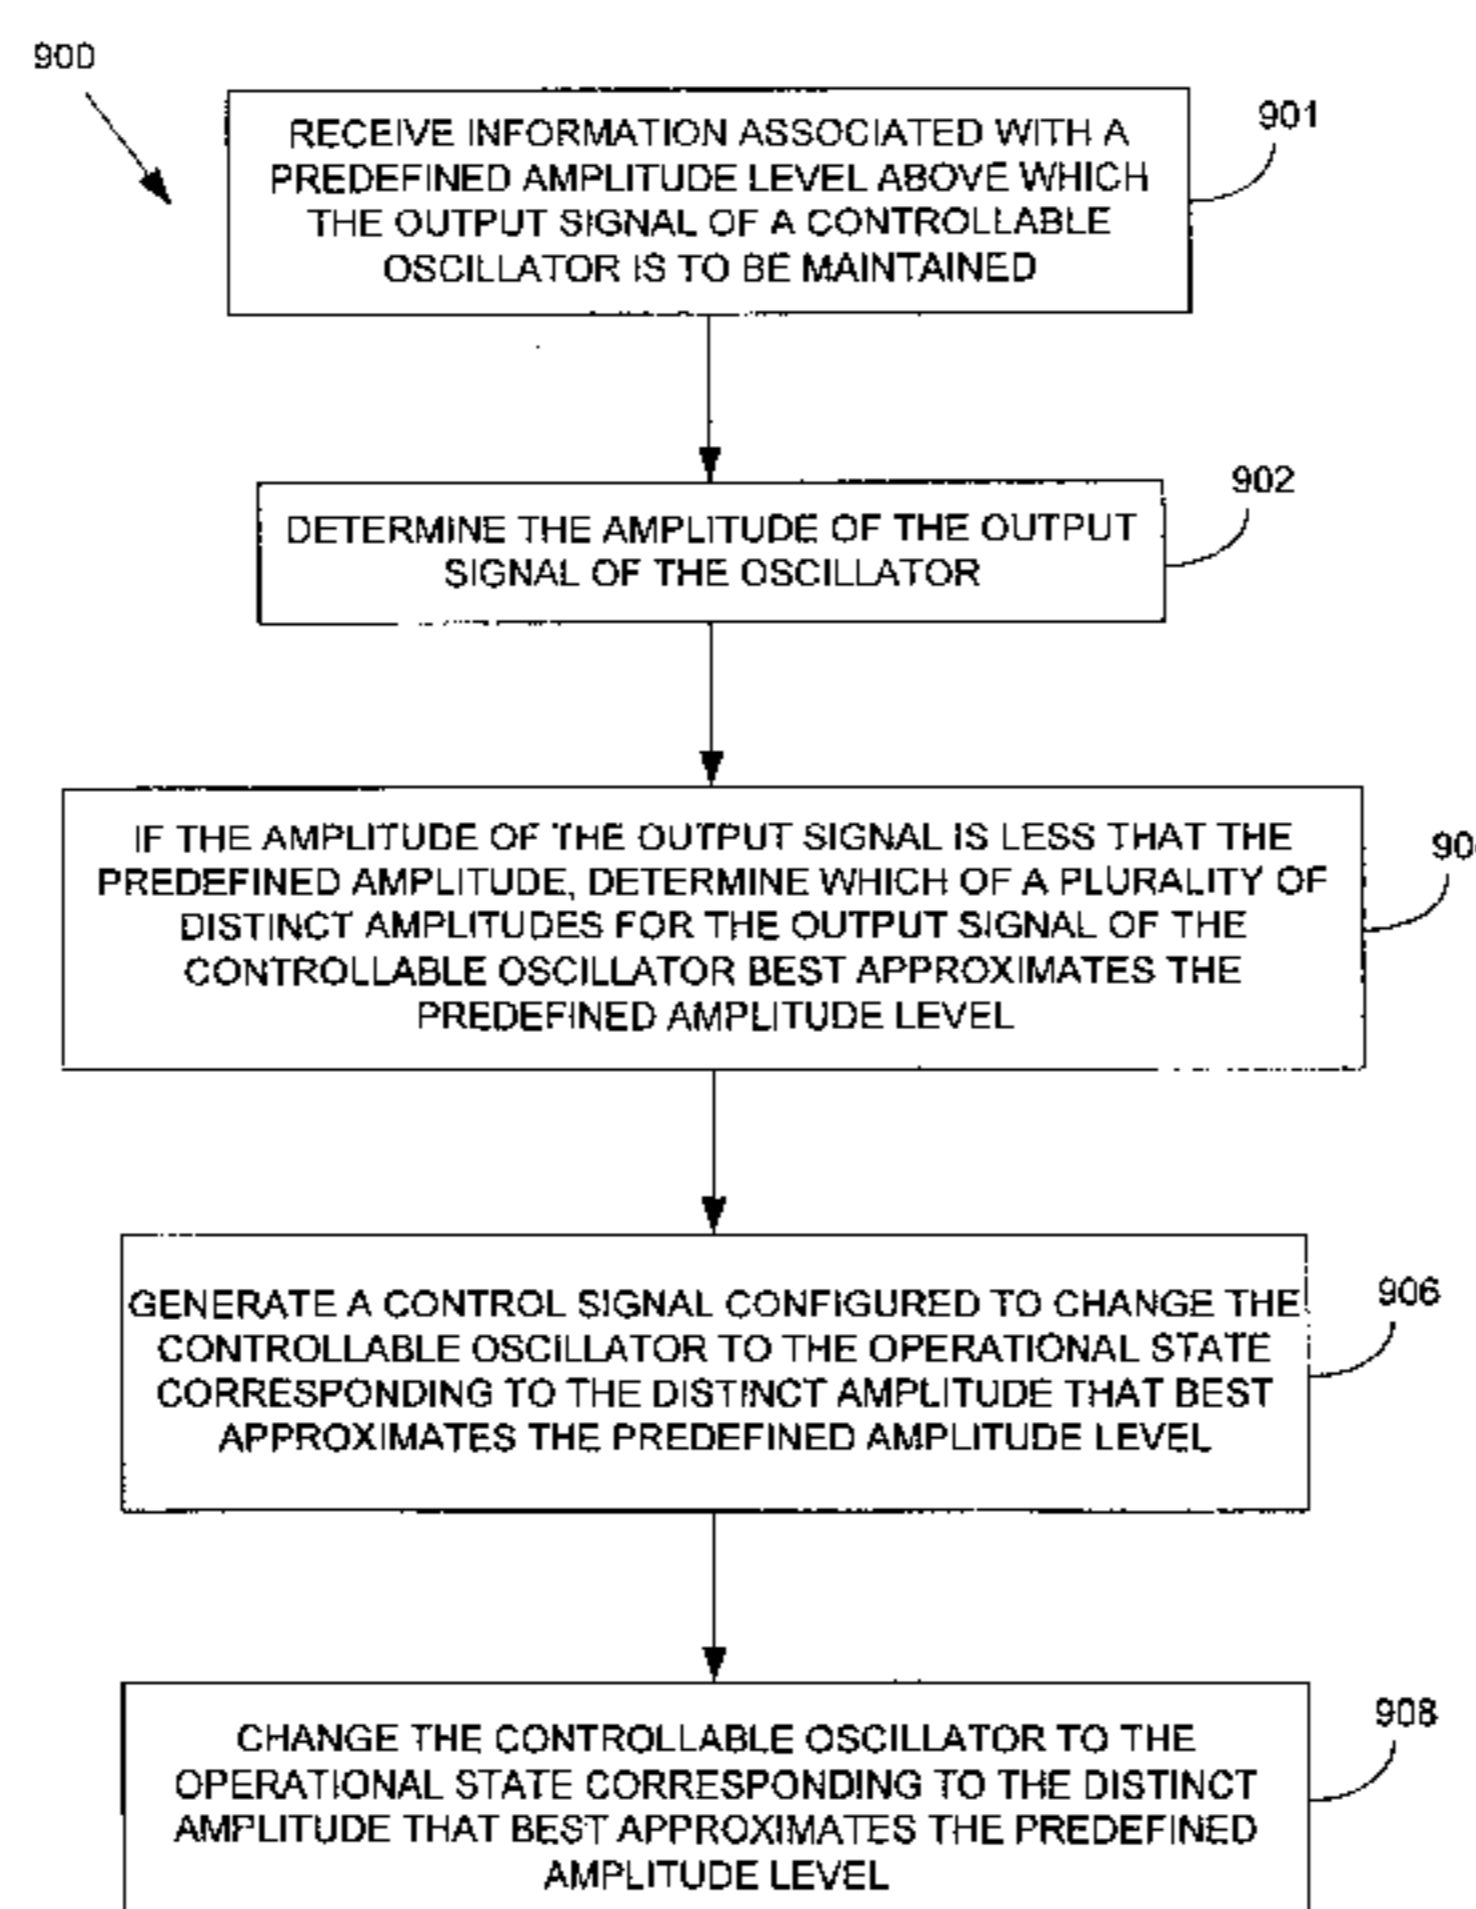 900
RECEIVE INFORMATION ASSOCIATED WITH A
PREDEFINED AMPLITUDE LEVEL ABOVE WHICH
THE OUTPUT SIGNAL OF A CONTROLLABLE
OSCILLATOR IS TO BE MAINTAINED
901
DETERMINE THE AMPLITUDE OF THE OUTPUT
SIGNAL OF THE OSCILLATOR
902
IF THE AMPLITUDE OF THE OUTPUT SIGNAL IS LESS THAT THE
PREDEFINED AMPLITUDE, DETERMINE WHICH OF A PLURALITY OF
DISTINCT AMPLITUDES FOR THE OUTPUT SIGNAL OF THE
CONTROLLABLE OSCILLATOR BEST APPROXIMATES THE
PREDEFINED AMPLITUDE LEVEL
GENERATE A CONTROL SIGNAL CONFIGURED TO CHANGE THE
CONTROLLABLE OSCILLATOR TO THE OPERATIONAL STATE
CORRESPONDING TO THE DISTINCT AMPLITUDE THAT BEST
APPROXIMATES THE PREDEFINED AMPLITUDE LEVEL
906
CHANGE THE CONTROLLABLE OSCILLATOR TO THE
OPERATIONAL STATE CORRESPONDING TO THE DISTINCT
AMPLITUDE THAT BEST APPROXIMATES THE PREDEFINED
AMPLITUDE LEVEL
908